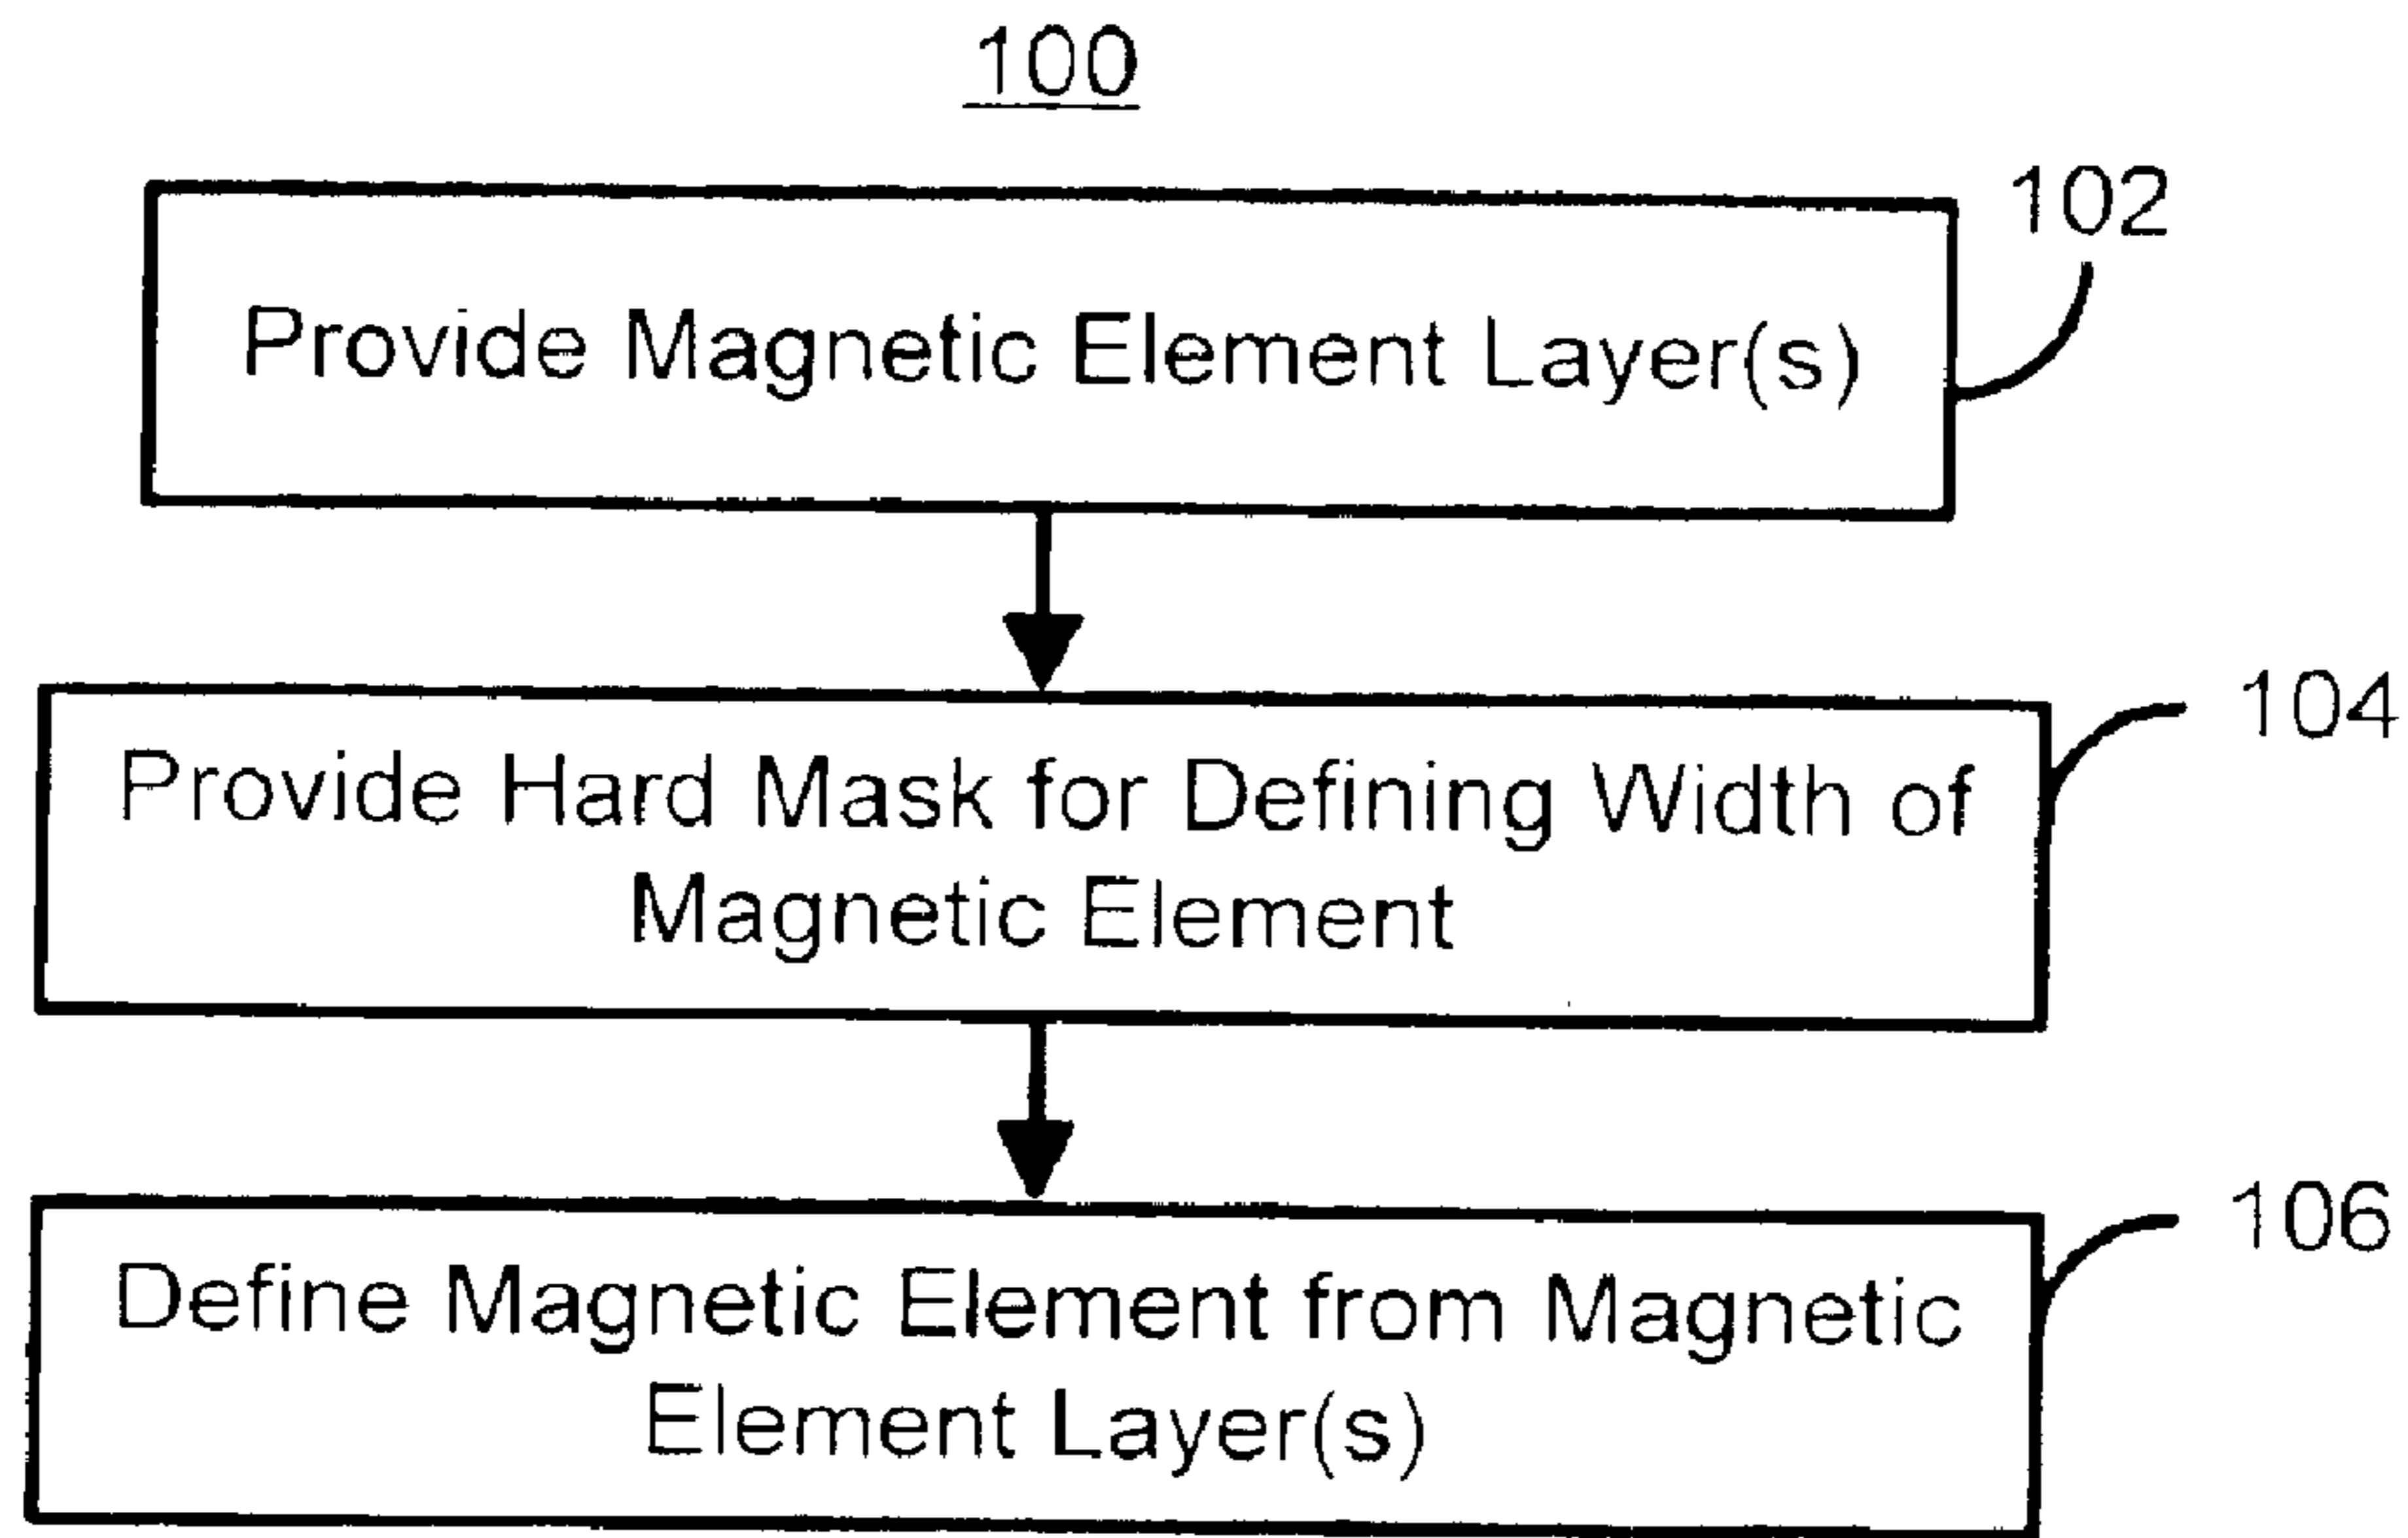 100
102
Provide Magnetic Element Layer(s)
104
Provide Hard Mask for Defining Width of
Magnetic Element
106
Define Magnetic Element from Magnetic
Element Layer(s)